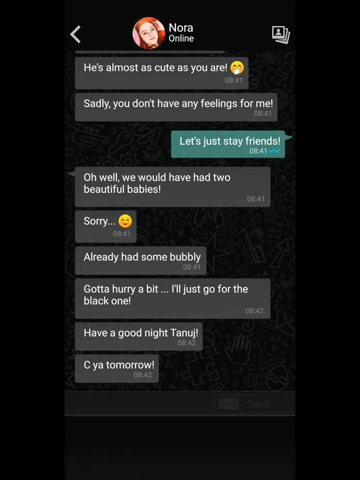 Nora
Online
He's almost as cute as you are! 🤭
08:41
Sadly, you don't have any feelings for me!
08:41
Let's just stay friends!
08:41
Oh well, we would have had two
beautiful babies!
08:41
Sorry... 😊
08:41
Already had some bubbly
08:41
Gotta hurry a bit ... I'll just go for the
black one!
08:42
Have a good night Tanuj!
08:42
C ya tomorrow!
08:42
Send